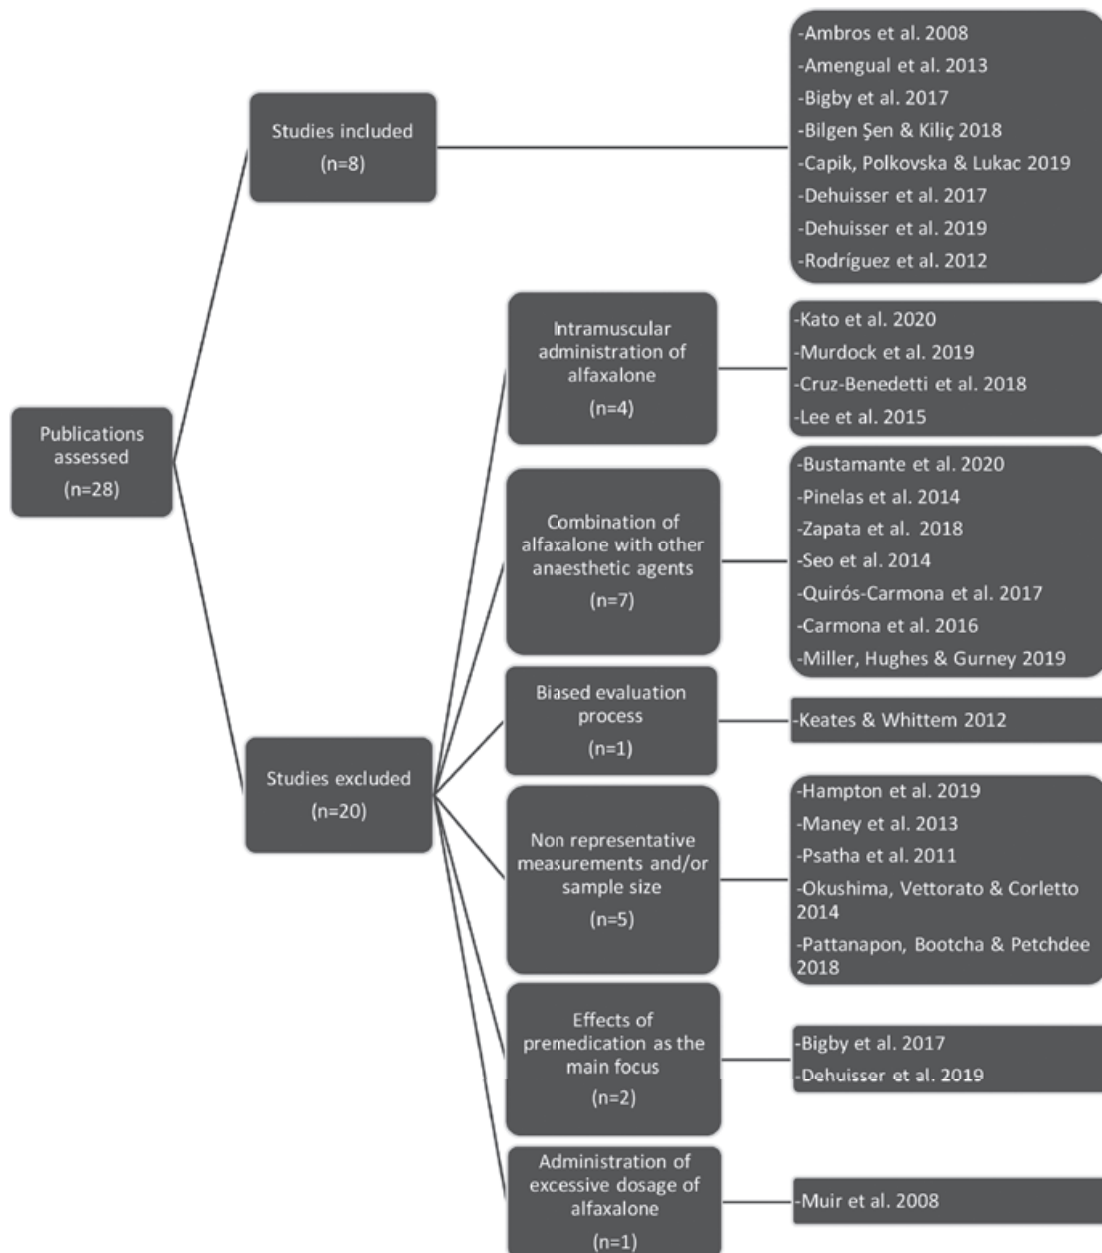 Publications
assessed
(n=28)
Studies included
(n=8)
-Ambros et al. 2008
-Amengual et al. 2013
-Bigby et al. 2017
-Bilgen Şen & Kiliç 2018
-Capik, Polkovska & Lukac 2019
-Dehuisser et al. 2017
-Dehuisser et al. 2019
-Rodríguez et al. 2012
Studies excluded
(n=20)
Intramuscular
administration of
alfaxalone
(n=4)
-Kato et al. 2020
-Murdock et al. 2019
-Cruz-Benedetti et al. 2018
-Lee et al. 2015
Combination of
alfaxalone with other
anaesthetic agents
(n=7)
-Bustamante et al. 2020
-Pinelas et al. 2014
-Zapata et al. 2018
-Seo et al. 2014
-Quirós-Carmona et al. 2017
-Carmona et al. 2016
-Miller, Hughes & Gurney 2019
Biased evaluation
process
(n=1)
-Keates & Whittem 2012
Non representative
measurements and/or
sample size
(n=5)
-Hampton et al. 2019
-Maney et al. 2013
-Psatha et al. 2011
-Okushima, Vettorato & Corletto
2014
-Pattanapon, Bootcha & Petchdee
2018
Effects of
premedication as the
main focus
(n=2)
-Bigby et al. 2017
-Dehuisser et al. 2019
Administration of
excessive dosage of
alfaxalone
(n=1)
-Muir et al. 2008